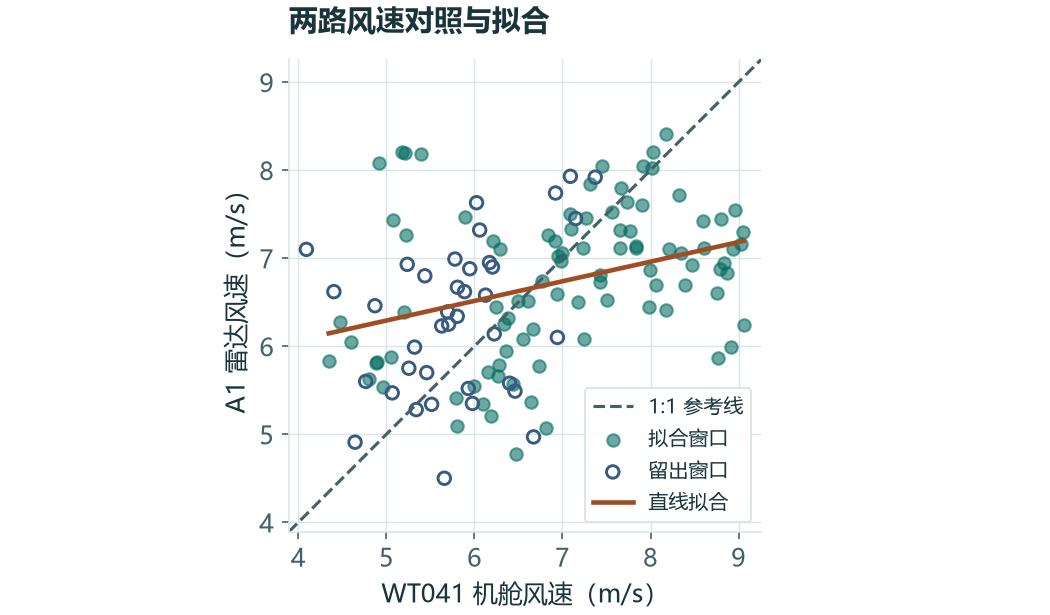 两路风速对照与拟合
A1 雷达风速（m/s）
9
8
7
6
5
4
1:1 参考线
拟合窗口
留出窗口
直线拟合
4 5 6 7 8 9
WT041 机舱风速（m/s）